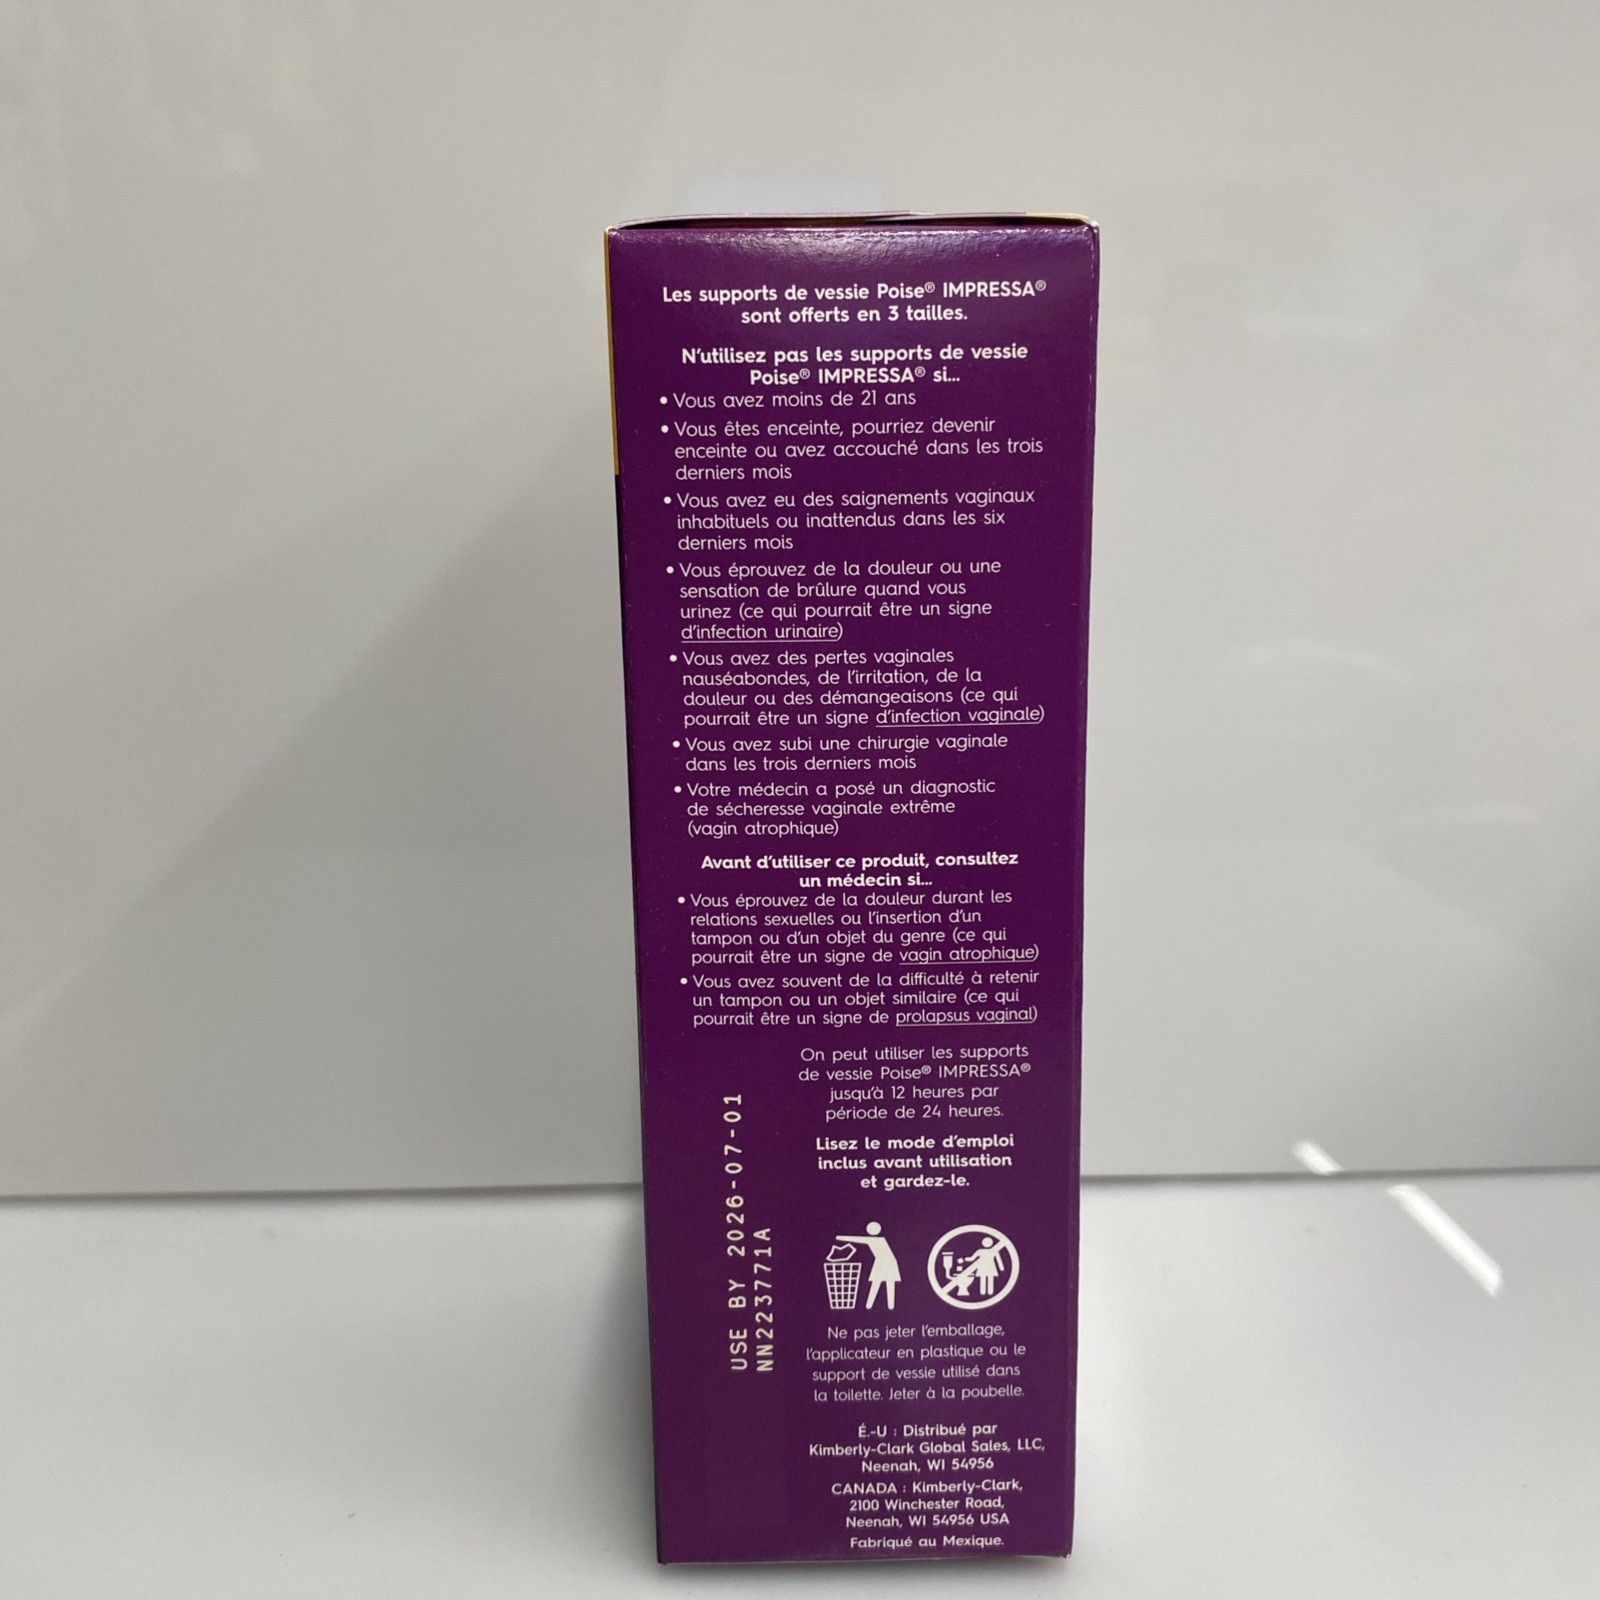 Les supports de vessie Poise® IMPRESSA®
sont offerts en 3 tailles.
N'utilisez pas les supports de vessie
Poise® IMPRESSA® si...
• Vous avez moins de 21 ans
• Vous êtes enceinte, pourriez devenir
enceinte ou avez accouché dans les trois
derniers mois
• Vous avez eu des saignements vaginaux
inhabituels ou inattendus dans les six
derniers mois
• Vous éprouvez de la douleur ou une
sensation de brûlure quand vous
urinez (ce qui pourrait être un signe
d'infection urinaire)
• Vous avez des pertes vaginales
nauséabondes, de l'irritation, de la
douleur ou des démangeaisons (ce qui
pourrait être un signe d'infection vaginale)
• Vous avez subi une chirurgie vaginale
dans les trois derniers mois
• Votre médecin a posé un diagnostic
de sécheresse vaginale extrême
(vagin atrophique)
Avant d'utiliser ce produit, consultez
un médecin si...
• Vous éprouvez de la douleur durant les
relations sexuelles ou l'insertion d'un
tampon ou d'un objet du genre (ce qui
pourrait être un signe de vagin atrophique)
• Vous avez souvent de la difficulté à retenir
un tampon ou un objet similaire (ce qui
pourrait être un signe de prolapsus vaginal)
On peut utiliser les supports
de vessie Poise® IMPRESSA®
jusqu'à 12 heures par
période de 24 heures.
Lisez le mode d'emploi
inclus avant utilisation
et gardez-le.
USE BY 2026-07-01
NN223771A
Ne pas jeter l'emballage,
l'applicateur en plastique ou le
support de vessie utilisé dans
la toilette. Jeter à la poubelle.
É.-U : Distribué par
Kimberly-Clark Global Sales, LLC,
Neenah, WI 54956
CANADA : Kimberly-Clark,
2100 Winchester Road,
Neenah, WI 54956 USA
Fabriqué au Mexique.